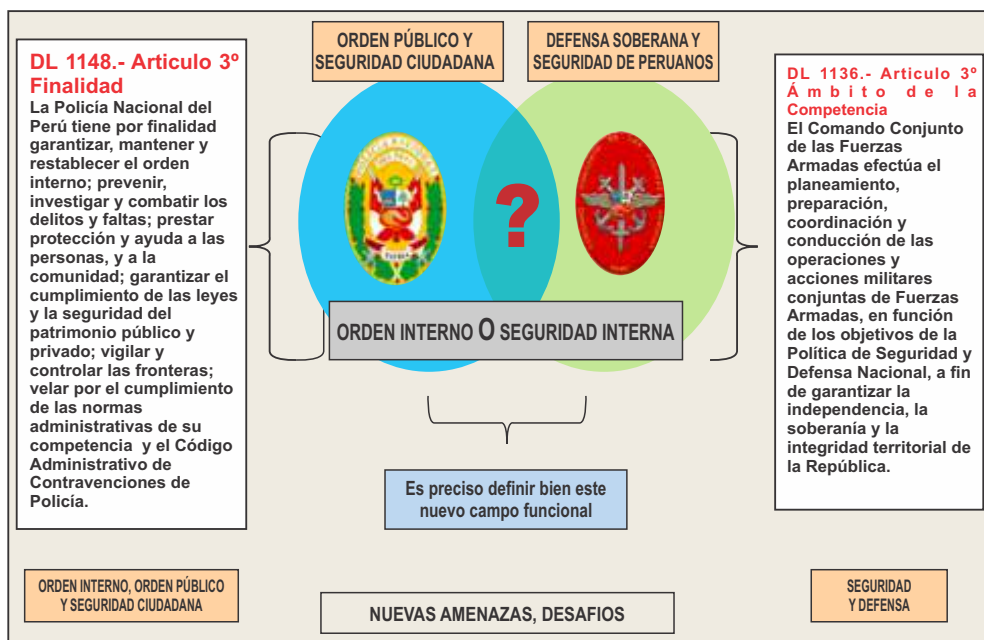 ORDEN PÚBLICO Y
SEGURIDAD CIUDADANA
DEFENSA SOBERANA Y
SEGURIDAD DE PERUANOS
DL 1148.- Articulo 3º
Finalidad
La Policía Nacional del
Perú tiene por finalidad
garantizar, mantener y
restablecer el orden
interno; prevenir,
investigar y combatir los
delitos y faltas; prestar
protección y ayuda a las
personas, y a la
comunidad; garantizar el
cumplimiento de las leyes
y la seguridad del
patrimonio público y
privado; vigilar y
controlar las fronteras;
velar por el cumplimiento
de las normas
administrativas de su
competencia y el Código
Administrativo de
Contravenciones de
Policía.
?
ORDEN INTERNO O SEGURIDAD INTERNA
DL 1136.- Articulo 3º
Ámbito de la
Competencia
El Comando Conjunto
de las Fuerzas
Armadas efectúa el
planeamiento,
preparación,
coordinación y
conducción de las
operaciones y
acciones militares
conjuntas de Fuerzas
Armadas, en función
de los objetivos de la
Política de Seguridad y
Defensa Nacional, a fin
de garantizar la
independencia, la
soberanía y la
integridad territorial de
la República.
Es preciso definir bien este
nuevo campo funcional
ORDEN INTERNO, ORDEN PÚBLICO
Y SEGURIDAD CIUDADANA
NUEVAS AMENAZAS, DESAFIOS
SEGURIDAD
Y DEFENSA